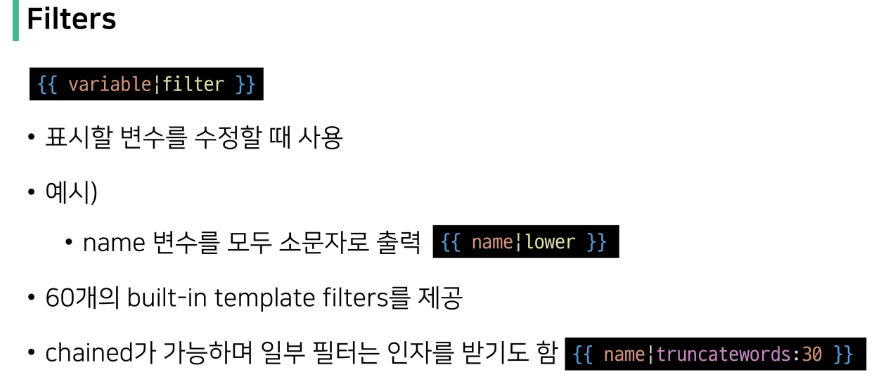 Filters
{{ variable|filter }}
• 표시할 변수를 수정할 때 사용
• 예시)
• name 변수를 모두 소문자로 출력 {{ name|lower }}
• 60개의 built-in template filters를 제공
• chained가 가능하며 일부 필터는 인자를 받기도 함 {{ name|truncatewords:30 }}